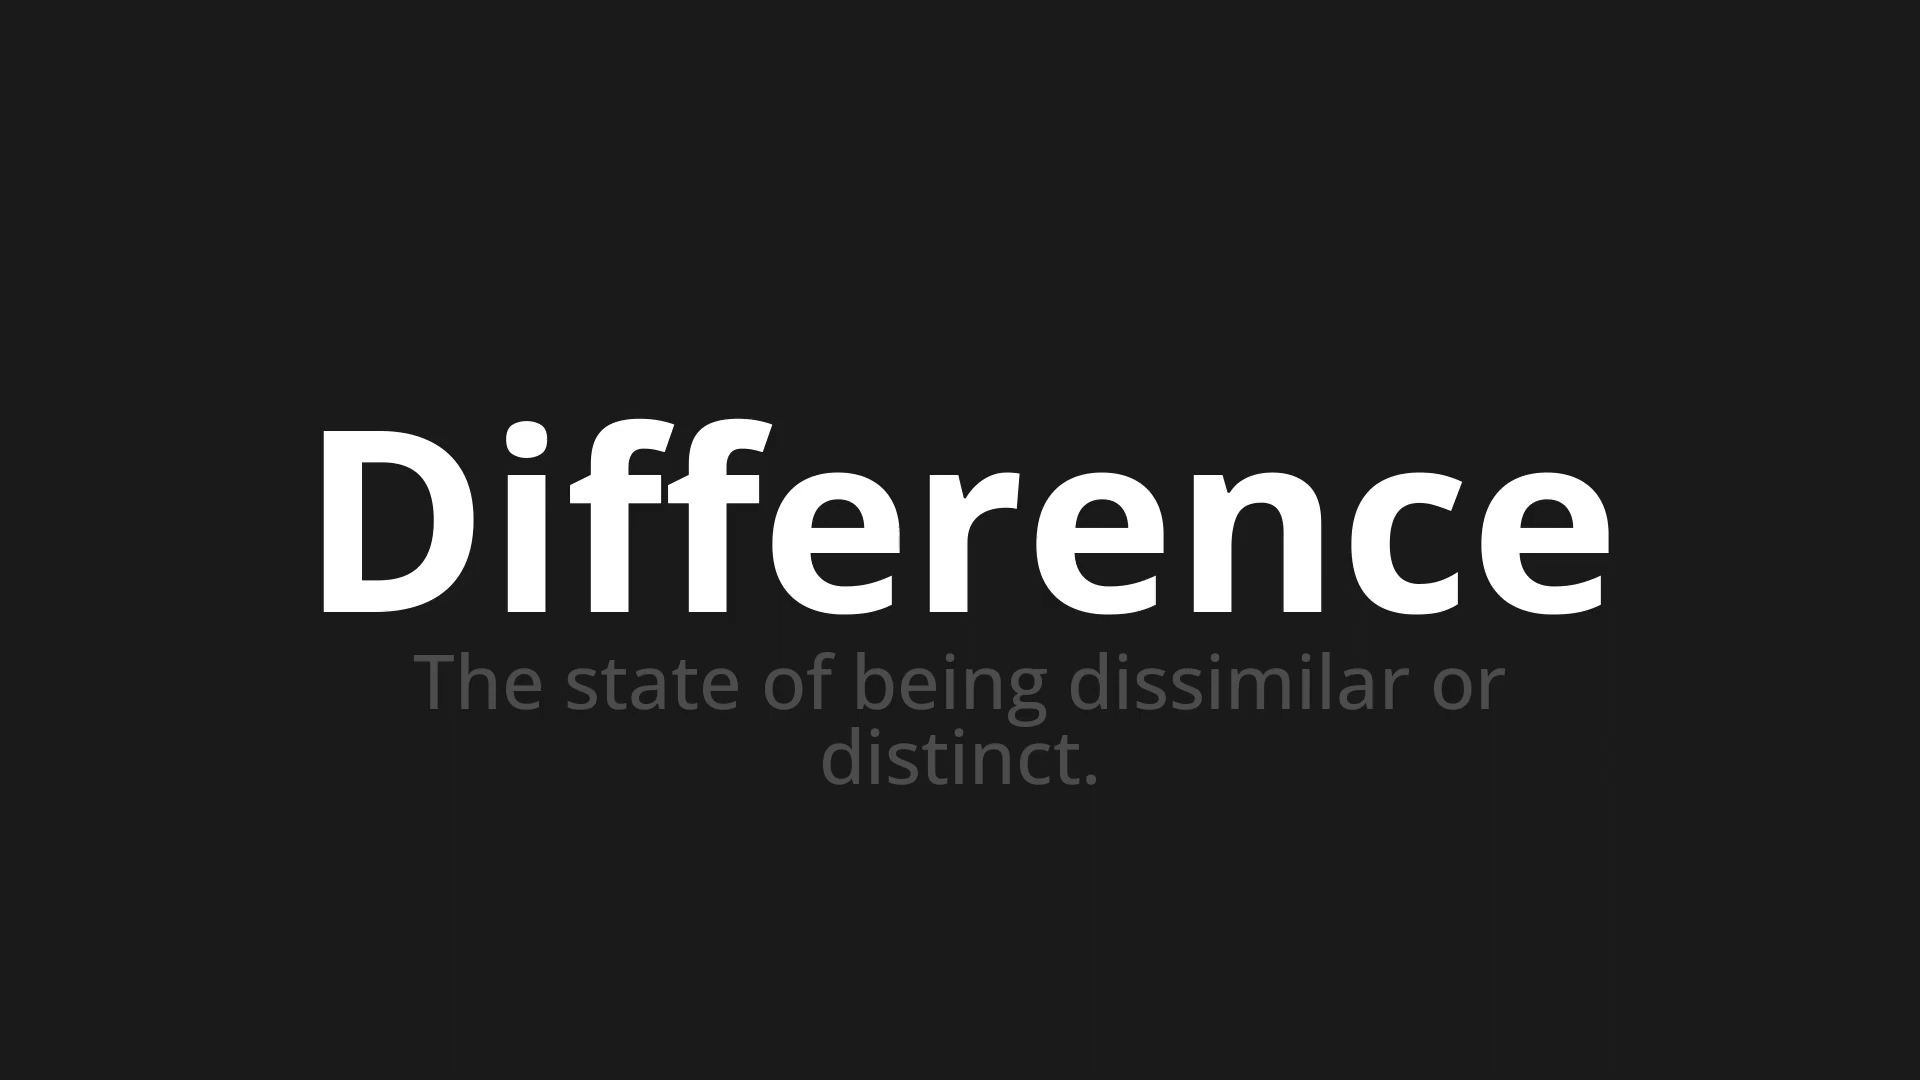 Difference
The state of being dissimilar or
distinct.